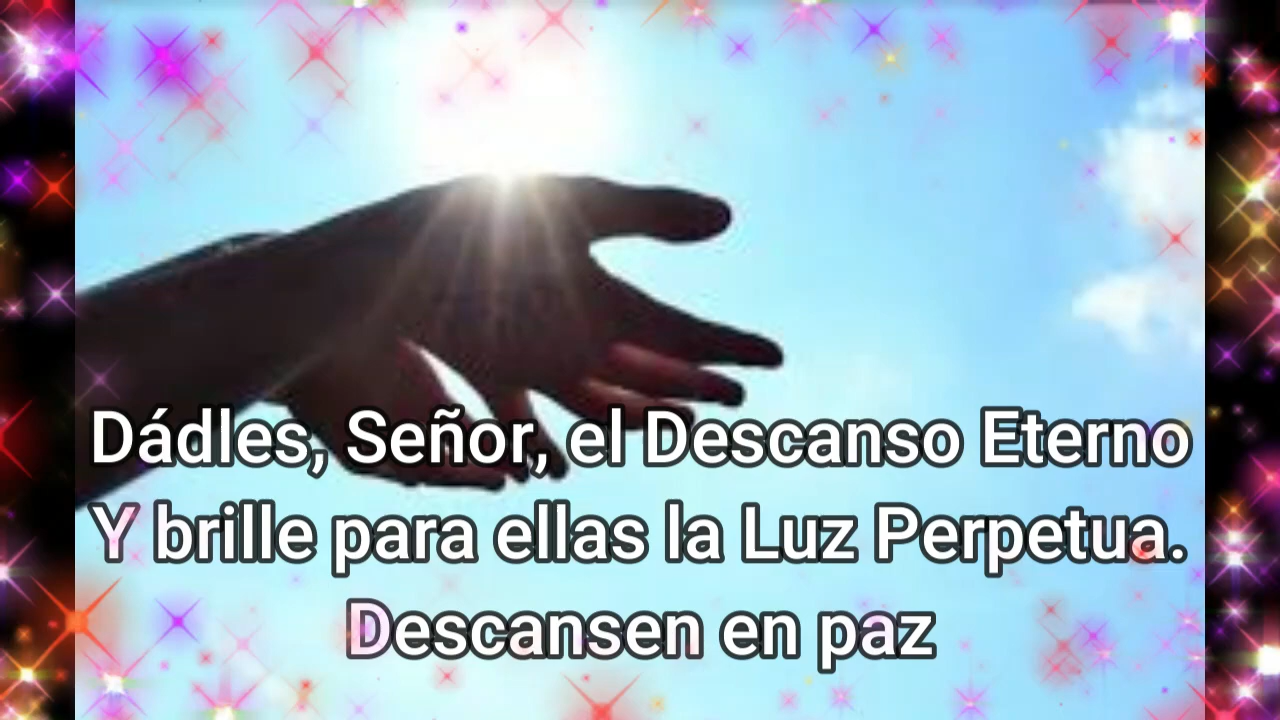 Dádles, Señor, el Descanso Eterno
Y brille para ellas la Luz Perpetua.
Descansen en paz